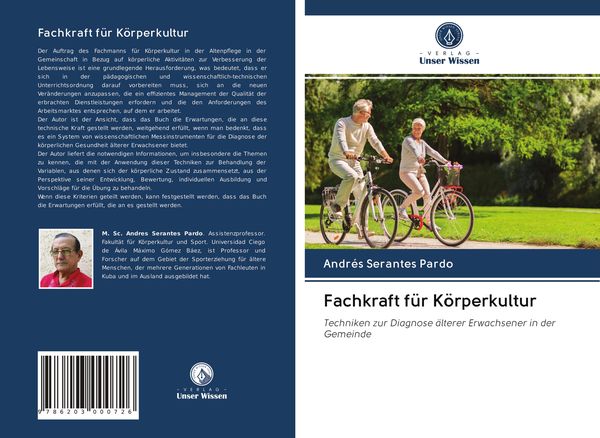 Fachkraft für Körperkultur
Der Auftrag des Fachmanns für Körperkultur in der Altenpflege in der
Gemeinschaft in Bezug auf körperliche Aktivitäten zur Verbesserung der
Lebensweise ist eine grundlegende Herausforderung, was bedeutet, dass er
sich in der pädagogischen und wissenschaftlich-technischen
Unterrichtsordnung darauf vorbereiten muss, sich an die neuen
Veränderungen anzupassen, die ein effizientes Management der Qualität der
erbrachten Dienstleistungen erfordern und die den Anforderungen des
Arbeitsmarktes entsprechen, auf dem er arbeitet.
Der Autor ist der Ansicht, dass das Buch die Erwartungen, die an diese
technische Kraft gestellt werden, weitgehend erfüllt, wenn man bedenkt, dass
es ein System von wissenschaftlichen Messinstrumenten für die Diagnose der
körperlichen Gesundheit älterer Erwachsener bietet.
Der Autor liefert die notwendigen Informationen, um insbesondere die Themen
zu kennen, die mit der Anwendung dieser Techniken zur Behandlung der
Variablen, aus denen sich der körperliche Zustand zusammensetzt, aus der
Perspektive seiner Entwicklung, Bewertung, individuellen Ausbildung und
Vorschläge für die Übung zu behandeln.
Wenn diese Kriterien geteilt werden, kann festgestellt werden, dass das Buch
die Erwartungen erfüllt, die an es gestellt werden.
M. Sc. Andres Serantes Pardo. Assistenzprofessor.
Fakultät für Körperkultur und Sport. Universidad Ciego
de Ávila Máximo Gómez Báez, ist Professor und
Forscher auf dem Gebiet der Sporterziehung für ältere
Menschen, der mehrere Generationen von Fachleuten in
Kuba und im Ausland ausgebildet hat.
9 786203 000726
VERLAG
Unser Wissen
VERLAG
Unser Wissen
Andrés Serantes Pardo
Fachkraft für Körperkultur
Techniken zur Diagnose älterer Erwachsener in der
Gemeinde